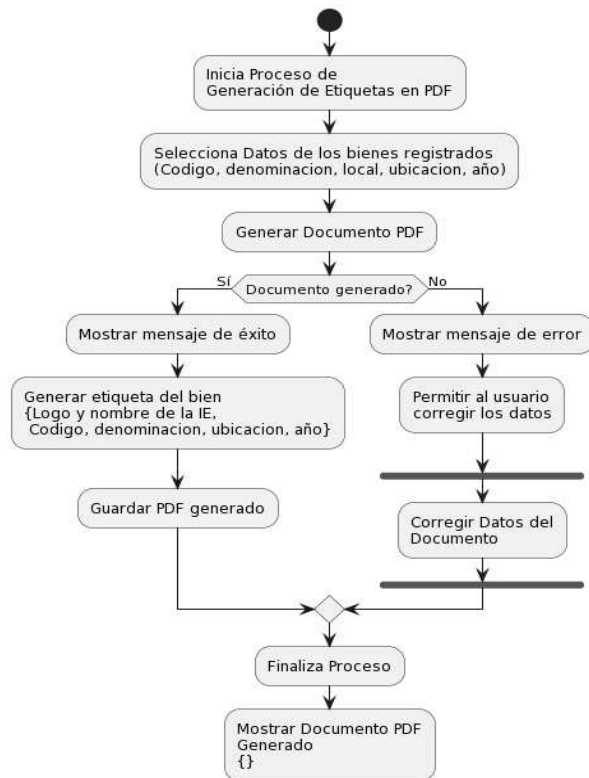 Inicia Proceso de
Generación de Etiquetas en PDF
Selecciona Datos de los bienes registrados
(Codigo, denominacion, local, ubicacion, año)
Generar Documento PDF
Sí
Documento generado?
No
Mostrar mensaje de éxito
Mostrar mensaje de error
Generar etiqueta del bien
{Logo y nombre de la IE,
Codigo, denominacion, ubicacion, año}
Permitir al usuario
corregir los datos
Guardar PDF generado
Corregir Datos del
Documento
Finaliza Proceso
Mostrar Documento PDF
Generado
{}